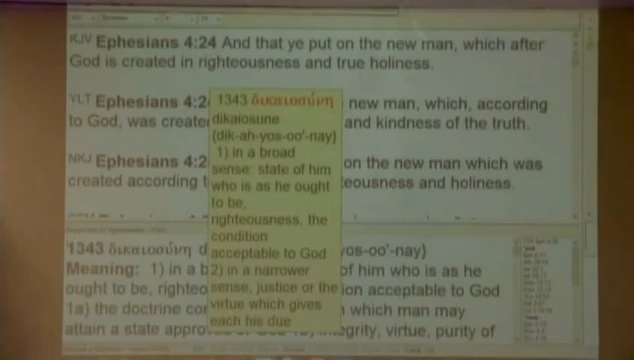 KJV Ephesians 4:24 And that ye put on the new man, which after
God is created in righteousness and true holiness.
YLT Ephesians 4:2 new man, which, according
to God, was create and kindness of the truth.
NKJ Ephesians 4:2 on the new man which was
created according t eousness and holiness.
1343 δικαιοσύνη
dikaiosune
{dik-ah-yos-oo'-nay}
1) in a broad
sense: state of him
who is as he ought
to be,
righteousness, the
condition
acceptable to God
2) in a narrower
sense, justice or the
virtue which gives
each his due
1343 δικαιοσύνη d yos-oo'-nay}
Meaning: 1) in a b of him who is as he
ought to be, righteo ion acceptable to God
1a) the doctrine con which man may
attain a state appro egrity, virtue, purity of